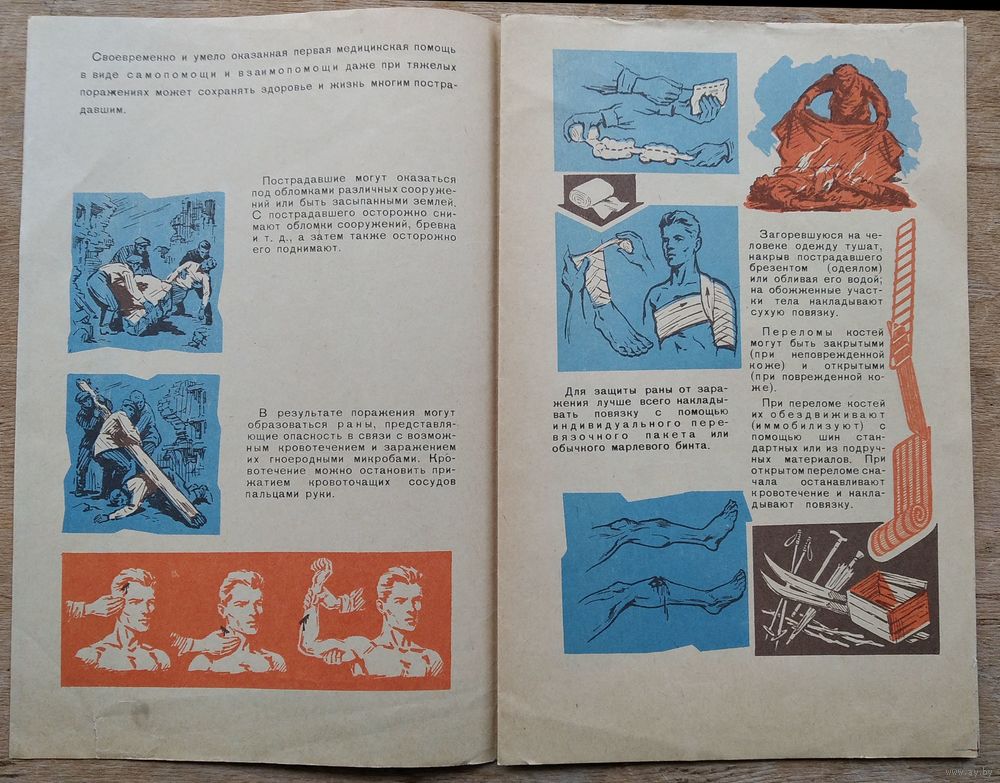 Своевременно и умело оказанная первая медицинская помощь
в виде самопомощи и взаимопомощи даже при тяжелых
поражениях может сохранять здоровье и жизнь многим постра-
давшим.
Пострадавшие могут оказаться
под обломками различных сооруже-
ний или быть засыпанными землей.
С пострадавшего осторожно сни-
мают обломки сооружений, бревна
и т. д., а затем также осторожно
его поднимают.
В результате поражения могут
образоваться раны, представля-
ющие опасность в связи с возмож-
ным кровотечением и заражением
их гноеродными микробами. Кро-
вотечение можно остановить при-
жатием кровоточащих сосудов
пальцами руки.
Для защиты раны от зара-
жения лучше всего наклады-
вать повязку с помощью
индивидуального пере-
вязочного пакета или
обычного марлевого бинта.
Загоревшуюся на че-
ловеке одежду тушат,
накрыв пострадавшего
брезентом (одеялом)
или обливая его водой;
на обожженные участ-
ки тела накладывают
сухую повязку.
Переломы костей
могут быть закрытыми
(при неповрежденной
коже) и открытыми
(при поврежденной ко-
же).
При переломе костей
их обездвиживают
(иммобилизуют) с
помощью шин стан-
дартных или из подруч-
ных материалов. При
открытом переломе сна-
чала останавливают
кровотечение и накла-
дывают повязку.
www.ay.by